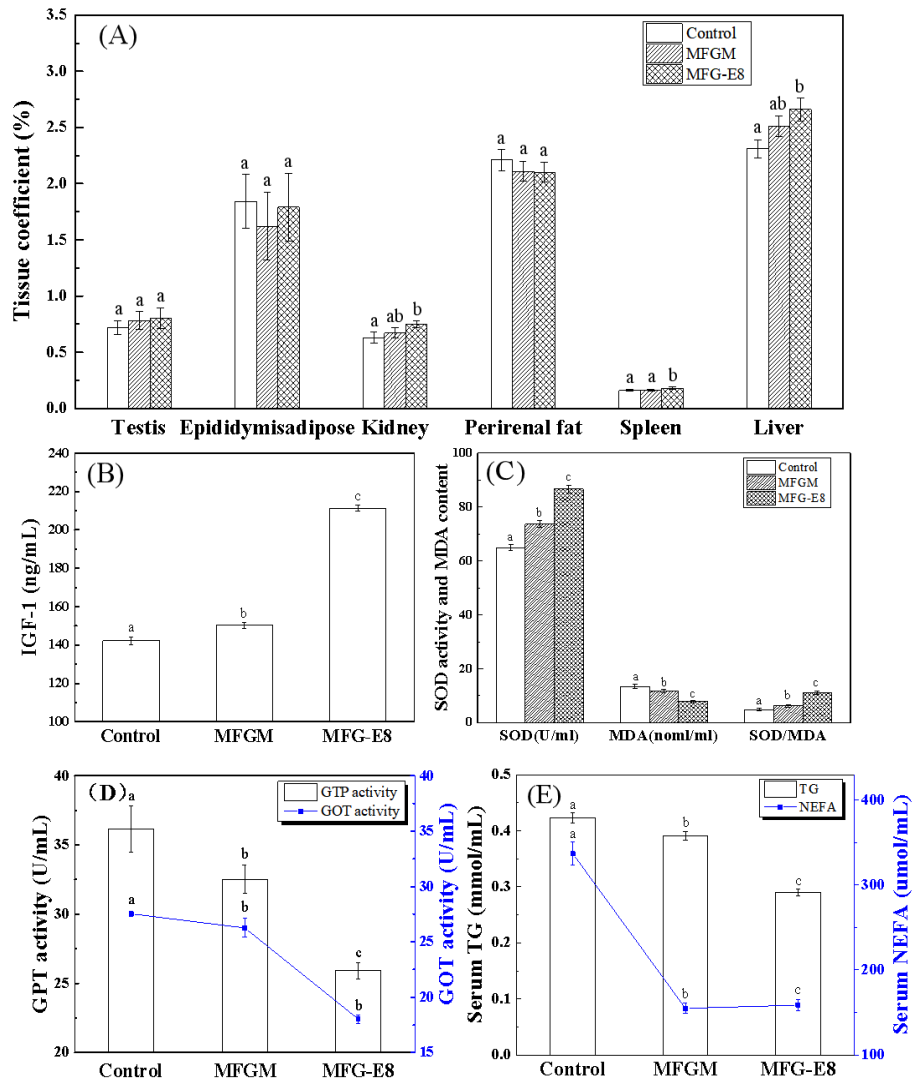 (A)
Tissue coefficient (%)
3.5
3.0
2.5
2.0
1.5
1.0
0.5
0.0
Control
MFGM
MFG-E8
a a a
a a a
a ab b
a a a
a a b
a ab b
Testis Epididymisadipose Kidney Perirenal fat Spleen Liver
(B)
IGF-1 (ng/mL)
240
220
200
180
160
140
120
100
a
b
c
Control MFGM MFG-E8
(C)
SOD activity and MDA content
100
80
60
40
20
0
Control
MFGM
MFG-E8
a b c
a b c
a b c
SOD(U/ml) MDA(noml/ml) SOD/MDA
(D)
GPT activity (U/mL)
40
35
30
25
20
GTP activity
GOT activity
a
b
c
a
b
b
Control MFGM MFG-E8
40
35
30
25
20
15
GOT activity (U/mL)
(E)
Serum TG (mmol/mL)
0.5
0.4
0.3
0.2
0.1
0.0
TG
NEFA
a
b
c
a
b
c
Control MFGM MFG-E8
400
300
200
100
Serum NEFA (umol/mL)